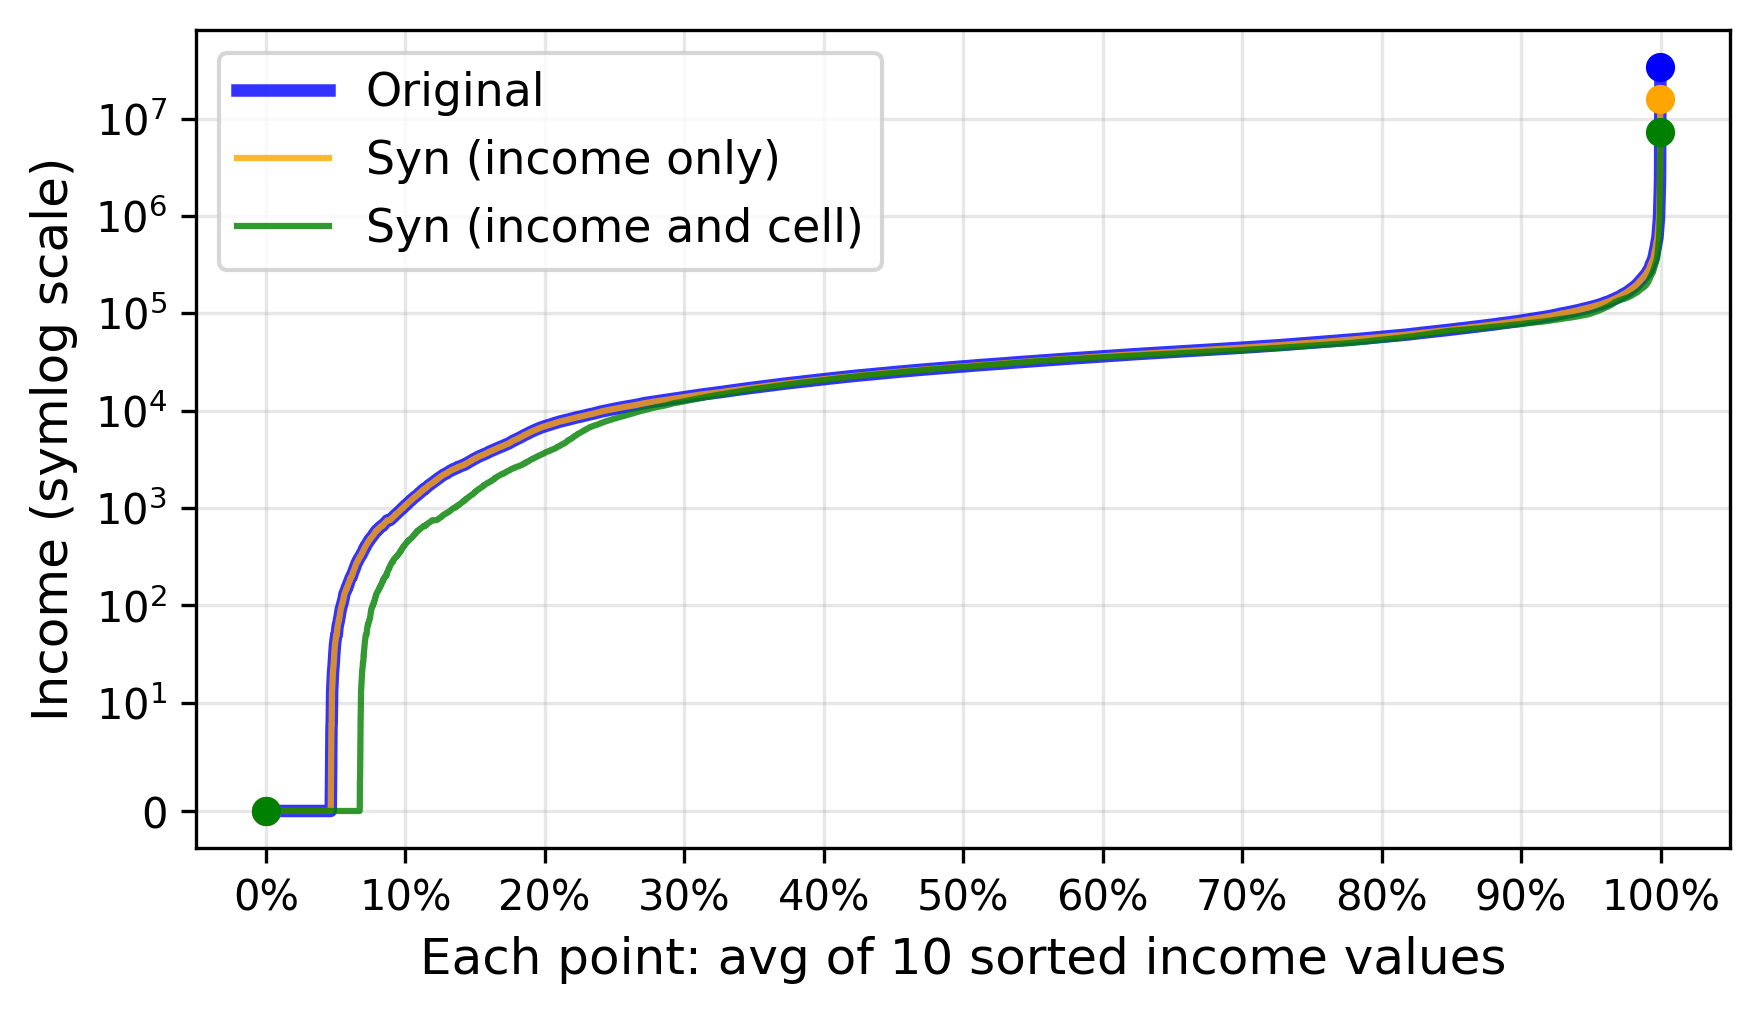 Original
Syn (income only)
Syn (income and cell)
Income (symlog scale)
10⁷
10⁶
10⁵
10⁴
10³
10²
10¹
0
0% 10% 20% 30% 40% 50% 60% 70% 80% 90% 100%
Each point: avg of 10 sorted income values